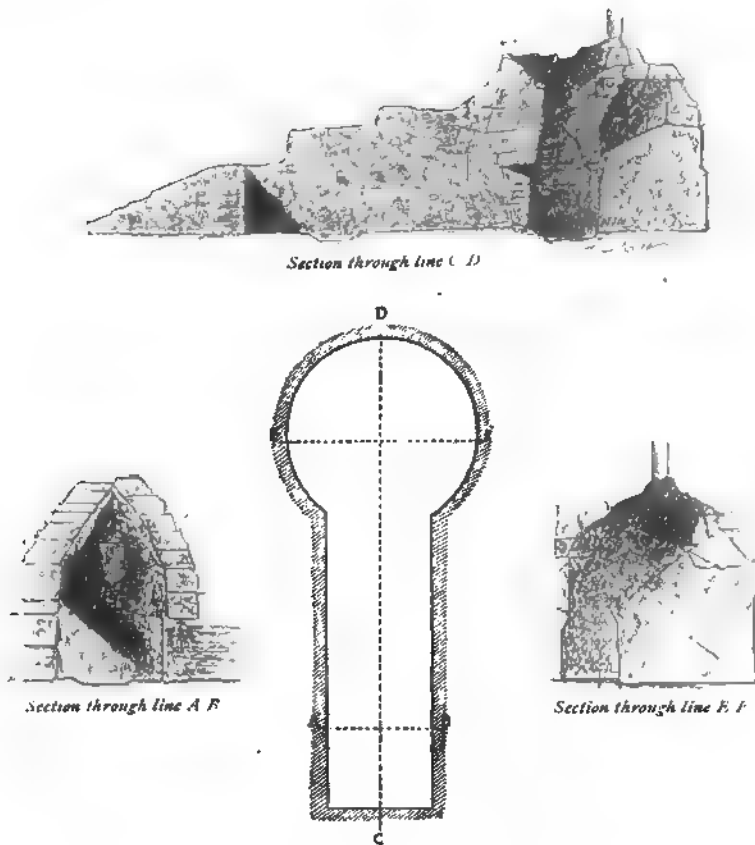 Section through line C D
D
Section through line A B
Section through line E F
C